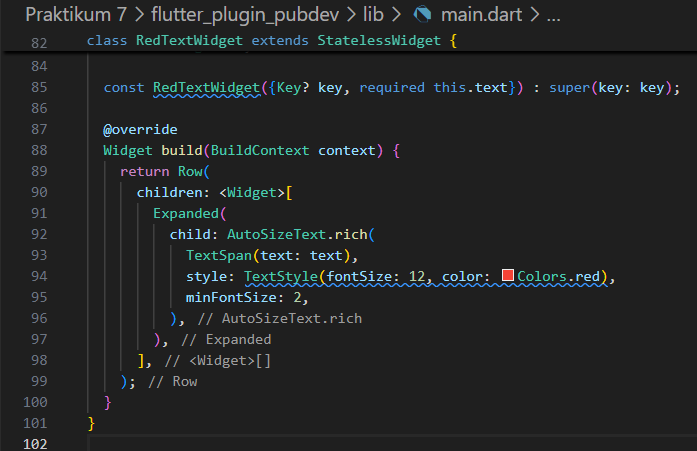 Praktikum 7 > flutter_plugin_pubdev > lib > main.dart > ...
82 class RedTextWidget extends StatelessWidget {
84
85 const RedTextWidget({Key? key, required this.text}) : super(key: key);
86
87 @override
88 Widget build(BuildContext context) {
89 return Row(
90 children: <Widget>[
91 Expanded(
92 child: AutoSizeText.rich(
93 TextSpan(text: text),
94 style: TextStyle(fontSize: 12, color: Colors.red),
95 minFontSize: 2,
96 ), // AutoSizeText.rich
97 ), // Expanded
98 ], // <Widget>[]
99 ); // Row
100 }
101 }
102